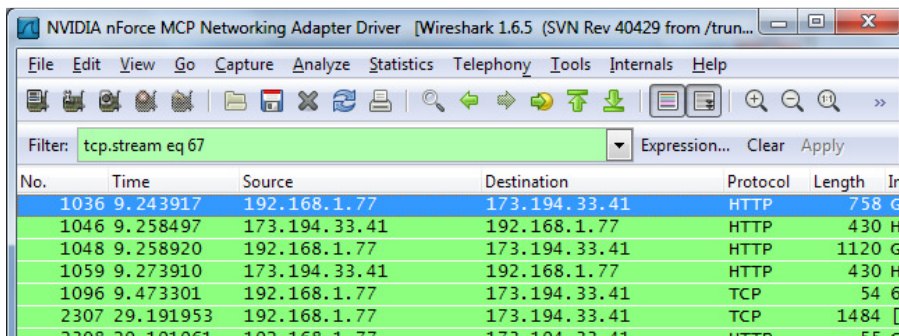 NVIDIA nForce MCP Networking Adapter Driver [Wireshark 1.6.5 (SVN Rev 40429 from /trun...
File Edit View Go Capture Analyze Statistics Telephony Tools Internals Help
Filter: tcp.stream eq 67 Expression... Clear Apply
No. Time Source Destination Protocol Length
1036 9.243917 192.168.1.77 173.194.33.41 HTTP 758 G
1046 9.258497 173.194.33.41 192.168.1.77 HTTP 430 H
1048 9.258920 192.168.1.77 173.194.33.41 HTTP 1120 G
1059 9.273910 173.194.33.41 192.168.1.77 HTTP 430 H
1096 9.473301 192.168.1.77 173.194.33.41 TCP 54 6
2307 29.191953 192.168.1.77 173.194.33.41 TCP 1484 [